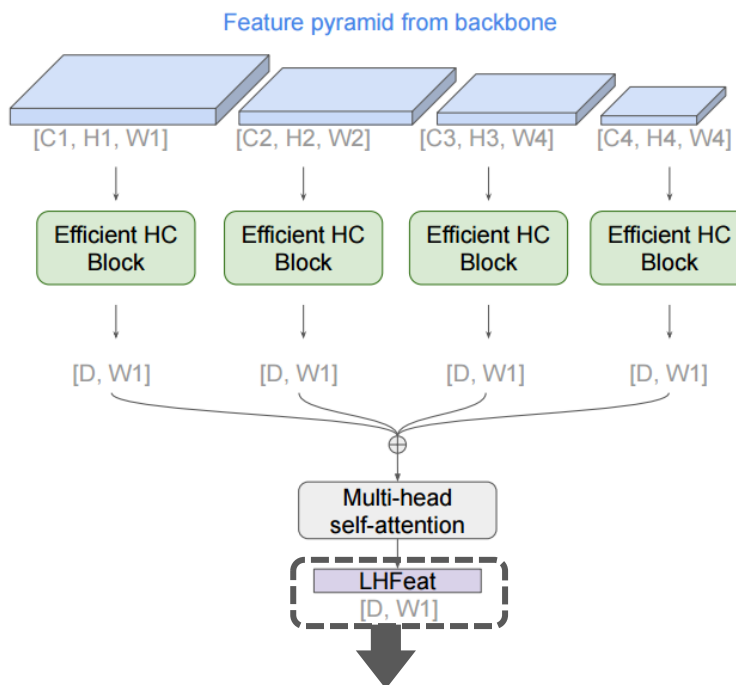 Feature pyramid from backbone
[C1, H1, W1] [C2, H2, W2] [C3, H3, W4] [C4, H4, W4]
Efficient HC Efficient HC Efficient HC Efficient HC
Block Block Block Block
[D, W1] [D, W1] [D, W1] [D, W1]
Multi-head
self-attention
LHFeat
[D, W1]